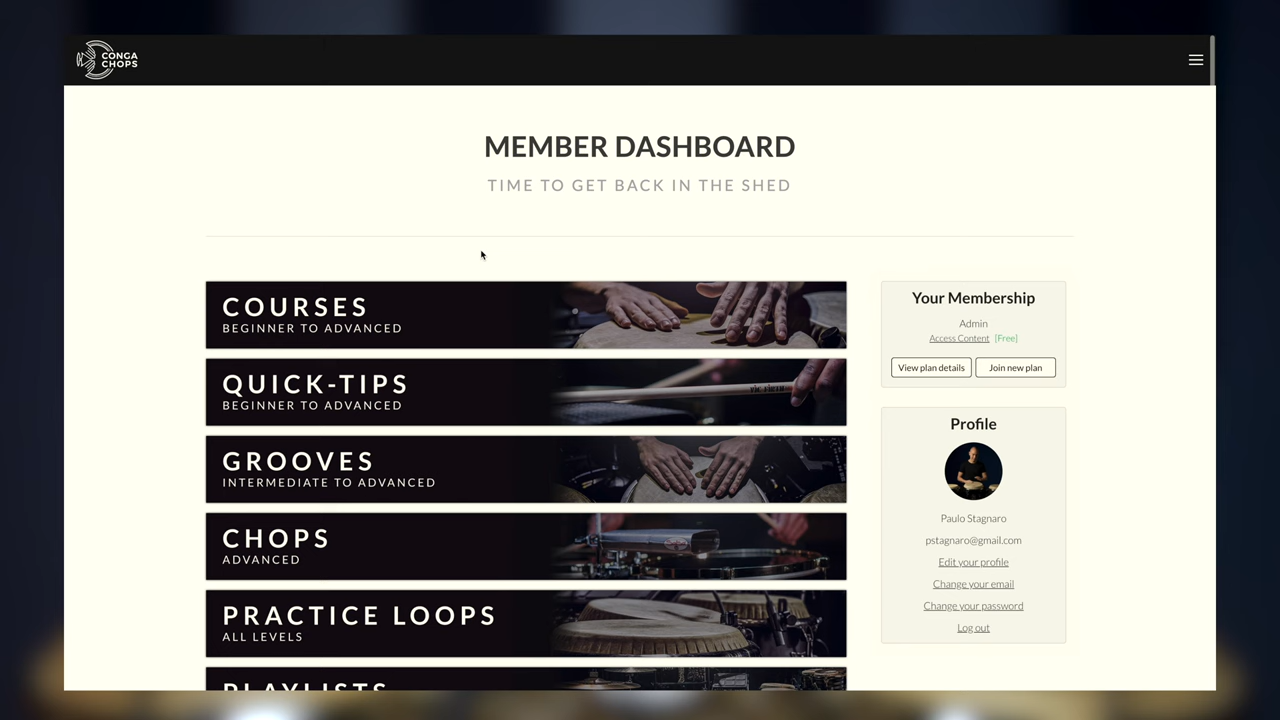 CONGA
CHOPS
MEMBER DASHBOARD
TIME TO GET BACK IN THE SHED
COURSES
BEGINNER TO ADVANCED
QUICK-TIPS
BEGINNER TO ADVANCED
VIC FIRTH
GROOVES
INTERMEDIATE TO ADVANCED
CHOPS
ADVANCED
PRACTICE LOOPS
ALL LEVELS
PLAYLISTS
Your Membership
Admin
Access Content [Free]
View plan details
Join new plan
Profile
Paulo Stagnaro
pstagnaro@gmail.com
Edit your profile
Change your email
Change your password
Log out